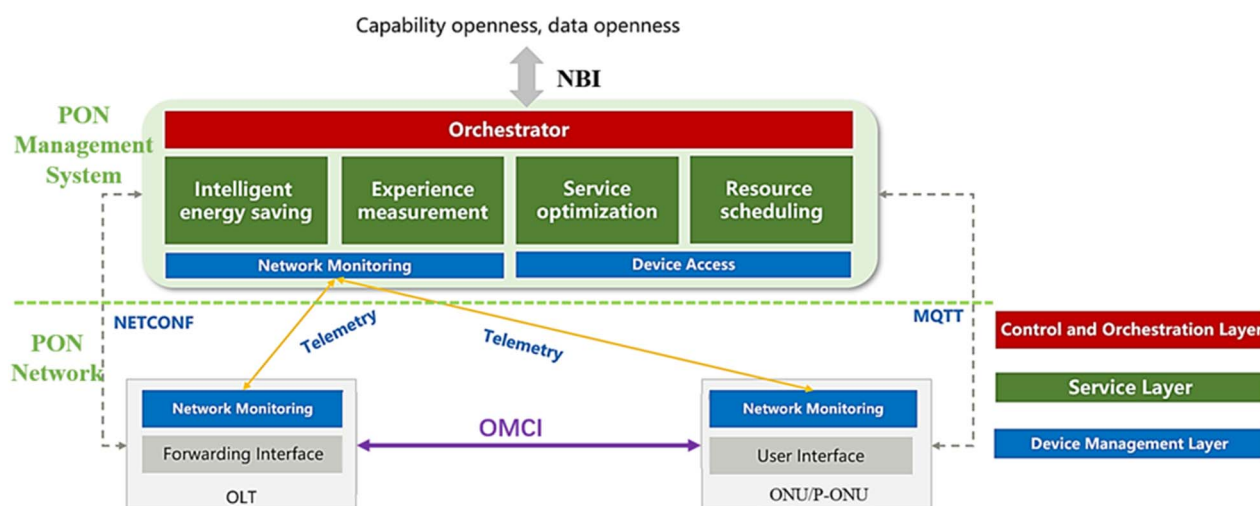 Capability openness, data openness
NBI
PON
Management
System
Orchestrator
Intelligent
energy saving
Experience
measurement
Service
optimization
Resource
scheduling
Network Monitoring
Device Access
NETCONF
Telemetry
Telemetry
MQTT
PON
Network
Control and Orchestration Layer
Service Layer
Device Management Layer
Network Monitoring
Forwarding Interface
OLT
OMCI
Network Monitoring
User Interface
ONU/P-ONU